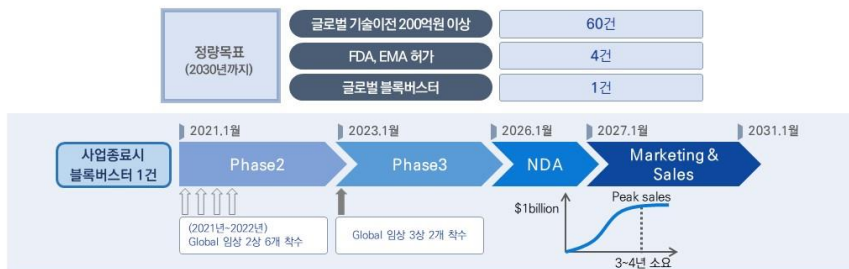 정량목표
(2030년까지)
글로벌 기술이전 200억원 이상
60건
FDA, EMA 허가
4건
글로벌 블록버스터
1건
2021.1월
2023.1월
2026.1월
2027.1월
2031.1월
사업종료시
블록버스터 1건
Phase2
Phase3
NDA
Marketing &
Sales
(2021년~2022년)
Global 임상 2상 6개 착수
Global 임상 3상 2개 착수
$1billion
Peak sales
3~4년 소요